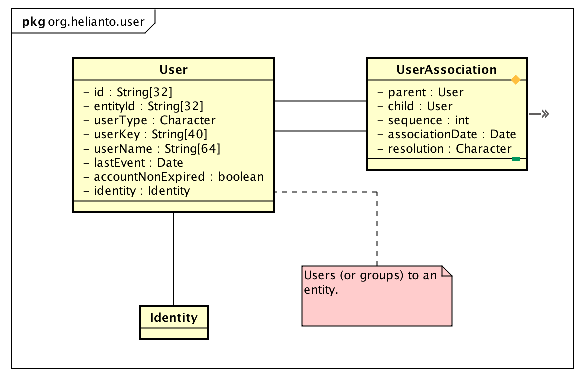 pkg org.helianto.user
User
- id : String[32]
- entityId : String[32]
- userType : Character
- userKey : String[40]
- userName : String[64]
- lastEvent : Date
- accountNonExpired : boolean
- identity : Identity
UserAssociation
- parent : User
- child : User
- sequence : int
- associationDate : Date
- resolution : Character
Users (or groups) to an
entity.
Identity